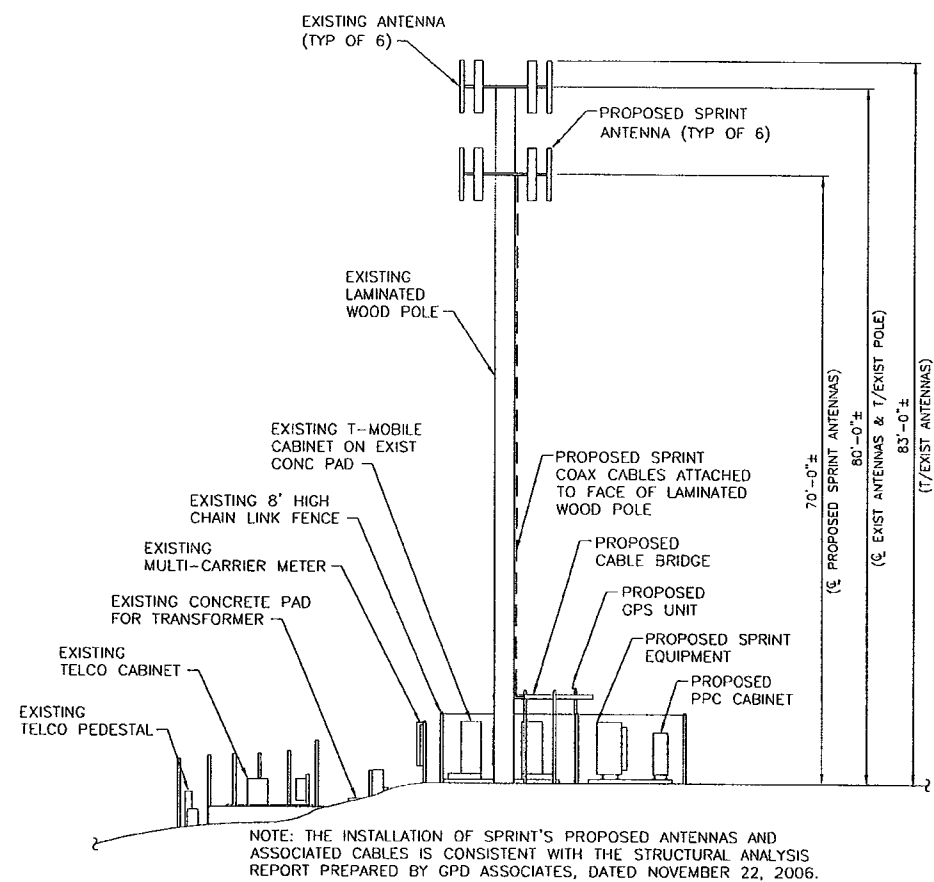 EXISTING ANTENNA
(TYP OF 6)
PROPOSED SPRINT
ANTENNA (TYP OF 6)
EXISTING
LAMINATED
WOOD POLE
EXISTING T-MOBILE
CABINET ON EXIST
CONC PAD
EXISTING 8' HIGH
CHAIN LINK FENCE
EXISTING
MULTI-CARRIER METER
EXISTING CONCRETE PAD
FOR TRANSFORMER
EXISTING
TELCO CABINET
EXISTING
TELCO PEDESTAL
PROPOSED SPRINT
COAX CABLES ATTACHED
TO FACE OF LAMINATED
WOOD POLE
PROPOSED
CABLE BRIDGE
PROPOSED
GPS UNIT
PROPOSED SPRINT
EQUIPMENT
PROPOSED
PPC CABINET
70'-0"±
(℄ PROPOSED SPRINT ANTENNAS)
80'-0"±
(℄ EXIST ANTENNAS & T/EXIST POLE)
83'-0"±
(T/EXIST ANTENNAS)
NOTE: THE INSTALLATION OF SPRINT'S PROPOSED ANTENNAS AND
ASSOCIATED CABLES IS CONSISTENT WITH THE STRUCTURAL ANALYSIS
REPORT PREPARED BY GPD ASSOCIATES, DATED NOVEMBER 22, 2006.